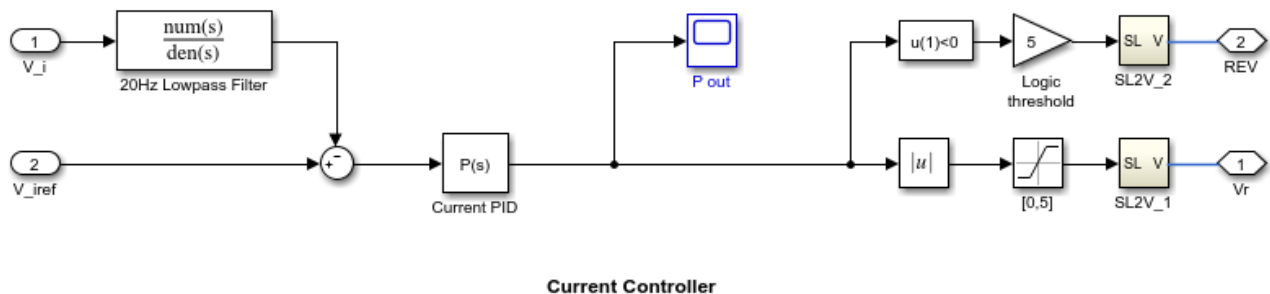 1
V_i
num(s)
den(s)
20Hz Lowpass Filter
P out
u(1)<0
5
Logic
threshold
SL V
SL2V_2
2
REV
2
V_iref
+
−
P(s)
Current PID
|u|
[0,5]
SL V
SL2V_1
1
Vr
Current Controller